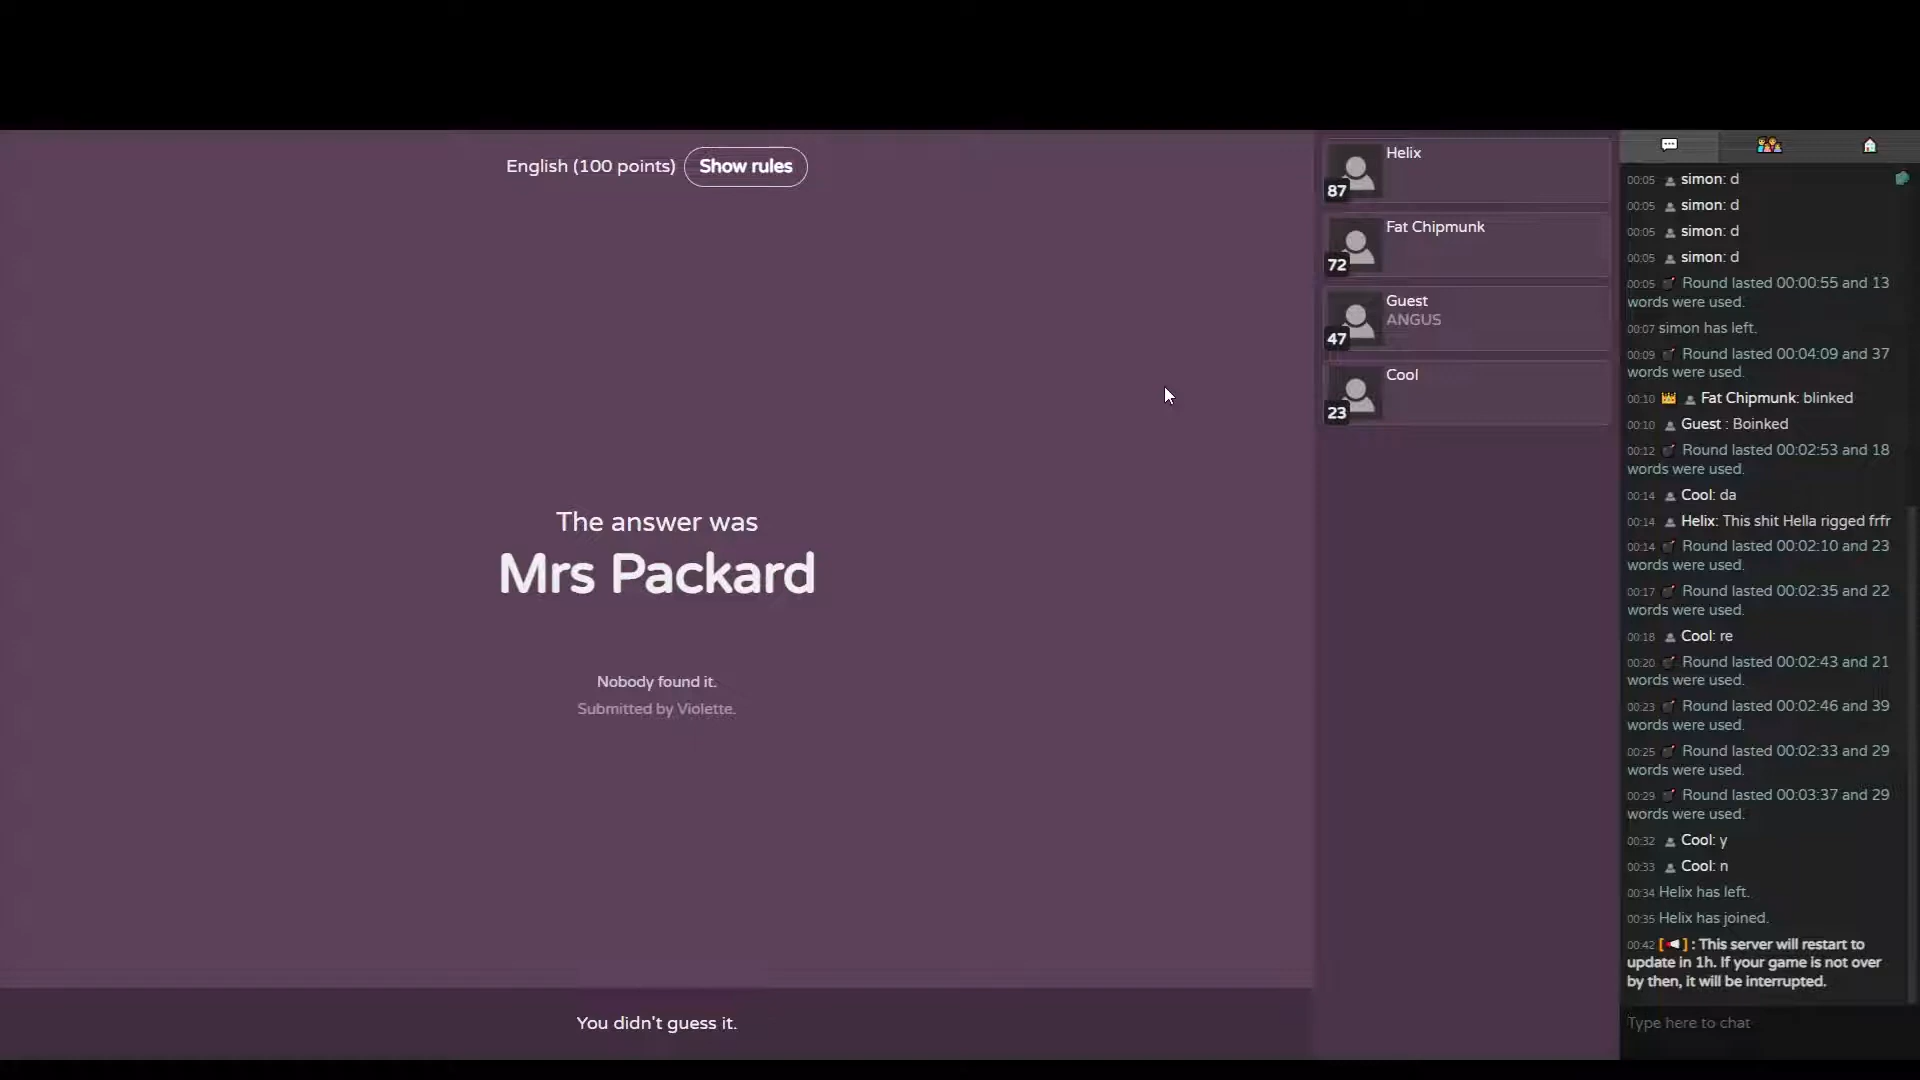 English (100 points) Show rules
The answer was
Mrs Packard
Nobody found it.
Submitted by Violette.
You didn't guess it.
Helix
87
Fat Chipmunk
72
Guest
ANGUS
47
Cool
23
00:05 simon: d
00:05 simon: d
00:05 simon: d
00:05 simon: d
00:05 Round lasted 00:00:55 and 13
words were used.
00:07 simon has left.
00:09 Round lasted 00:04:09 and 37
words were used.
00:10 Fat Chipmunk: blinked
00:10 Guest : Boinked
00:12 Round lasted 00:02:53 and 18
words were used.
00:14 Cool: da
00:14 Helix: This shit Hella rigged frfr
00:14 Round lasted 00:02:10 and 23
words were used.
00:17 Round lasted 00:02:35 and 22
words were used.
00:18 Cool: re
00:20 Round lasted 00:02:43 and 21
words were used.
00:23 Round lasted 00:02:46 and 39
words were used.
00:25 Round lasted 00:02:33 and 29
words were used.
00:29 Round lasted 00:03:37 and 29
words were used.
00:32 Cool: y
00:33 Cool: n
00:34 Helix has left.
00:35 Helix has joined.
00:42 [📢] : This server will restart to
update in 1h. If your game is not over
by then, it will be interrupted.
Type here to chat